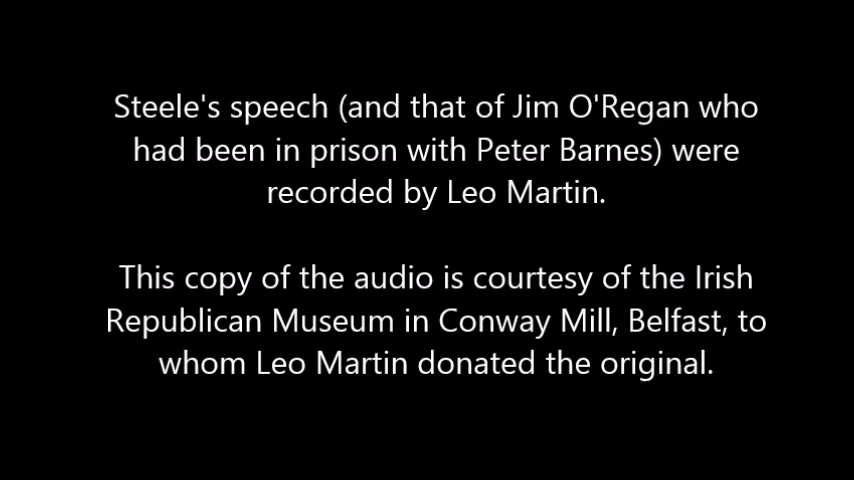 Steele's speech (and that of Jim O'Regan who
had been in prison with Peter Barnes) were
recorded by Leo Martin.
This copy of the audio is courtesy of the Irish
Republican Museum in Conway Mill, Belfast, to
whom Leo Martin donated the original.